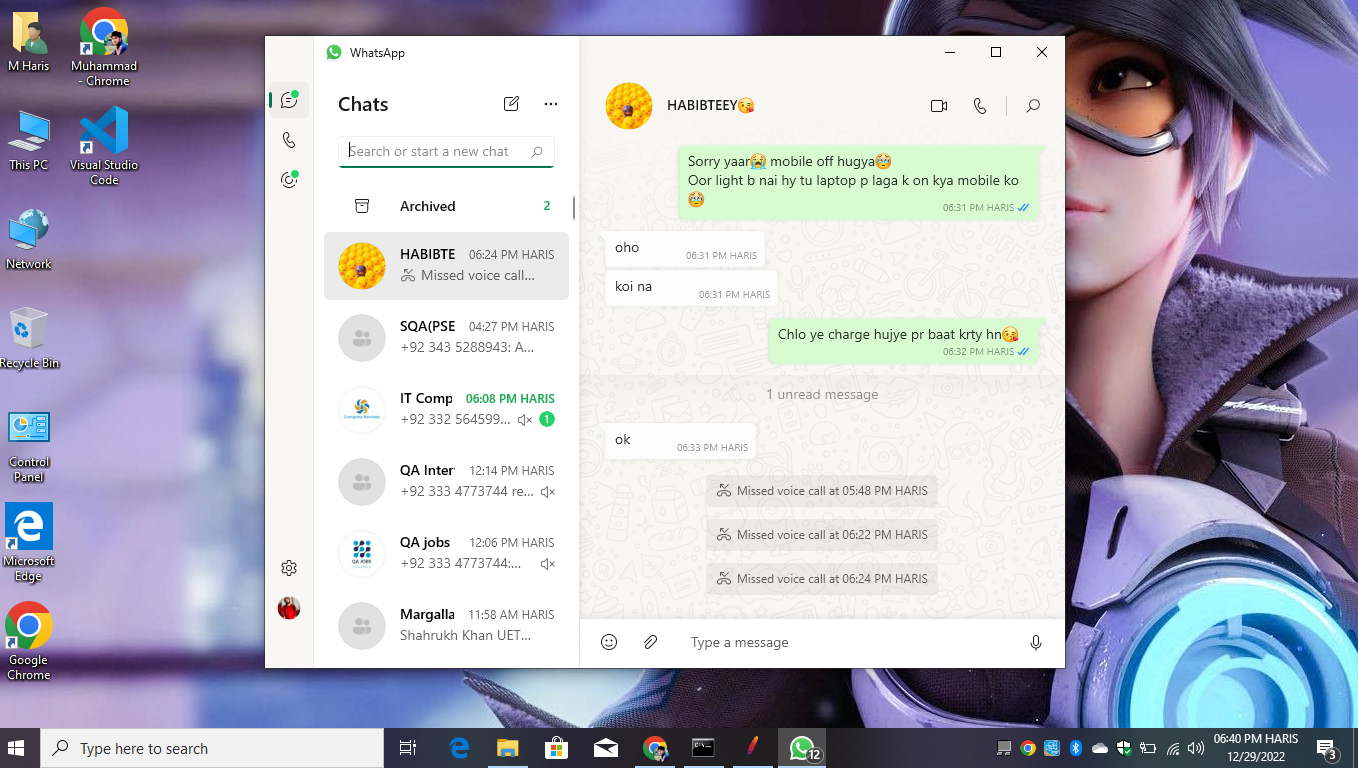 M Haris
Muhammad
- Chrome
This PC
Visual Studio
Code
Network
Recycle Bin
Control
Panel
Microsoft
Edge
Google
Chrome
WhatsApp
Chats
Search or start a new chat
Archived 2
HABIBTE 06:24 PM HARIS
Missed voice call...
SQA(PSE 04:27 PM HARIS
+92 343 5288943: A...
IT Comp 06:08 PM HARIS
+92 332 564599... 1
QA Inter 12:14 PM HARIS
+92 333 4773744 re...
QA jobs 12:06 PM HARIS
+92 333 4773744:...
QA JOBS
Margalla 11:58 AM HARIS
Shahrukh Khan UET...
HABIBTEEY😘
Sorry yaar😭 mobile off hugya🥹
Oor light b nai hy tu laptop p laga k on kya mobile ko
🥹
06:31 PM HARIS
oho
06:31 PM HARIS
koi na
06:31 PM HARIS
Chlo ye charge hujye pr baat krty hn😘
06:32 PM HARIS
1 unread message
ok
06:33 PM HARIS
Missed voice call at 05:48 PM HARIS
Missed voice call at 06:22 PM HARIS
Missed voice call at 06:24 PM HARIS
Type a message
Type here to search
12
06:40 PM HARIS
12/29/2022
3